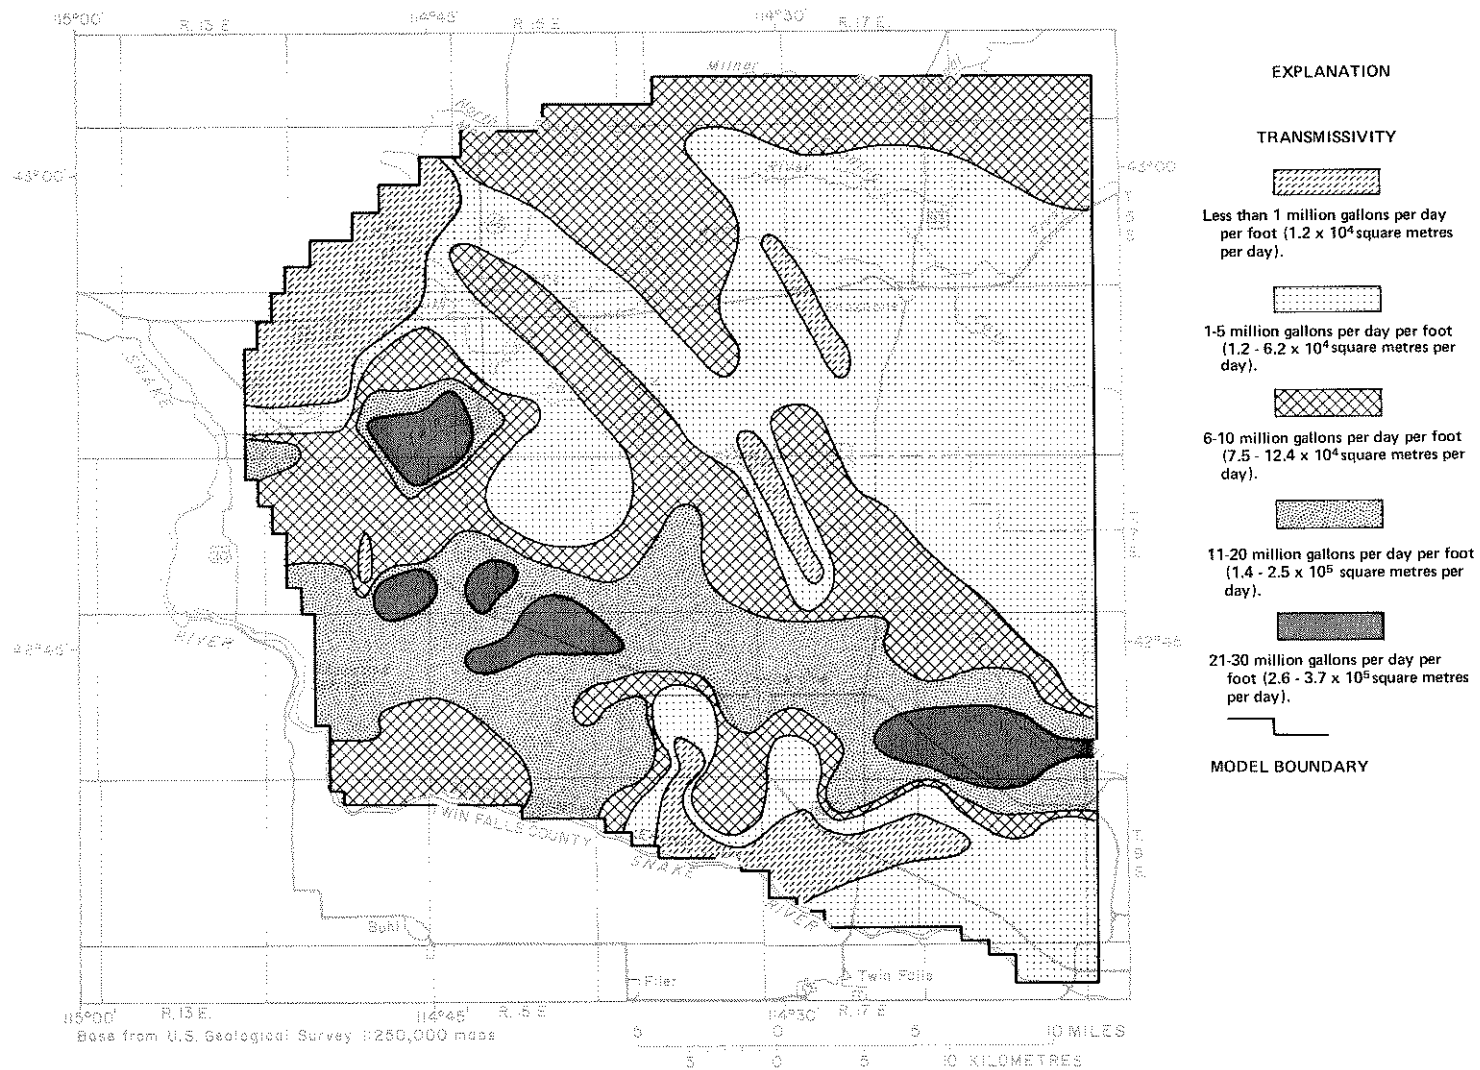 115°00'
R. 13 E
114°45'
R. 15 E
114°30'
R. 17 E.
Milner
North
43°00'
43°00'
SNAKE
RIVER
42°45'
42°45'
TWIN FALLS COUNTY
SNAKE
RIVER
Buhl
Filer
Twin Falls
115°00'
R. 13 E.
114°45'
R. 15 E
114°30'
R. 17 E
Base from U.S. Geological Survey 1:250,000 maps
5 0 5 10 MILES
5 0 5 10 KILOMETRES
EXPLANATION
TRANSMISSIVITY
Less than 1 million gallons per day
per foot (1.2 x 10⁴ square metres
per day).
1-5 million gallons per day per foot
(1.2 - 6.2 x 10⁴ square metres per
day).
6-10 million gallons per day per foot
(7.5 - 12.4 x 10⁴ square metres per
day).
11-20 million gallons per day per foot
(1.4 - 2.5 x 10⁵ square metres per
day).
21-30 million gallons per day per
foot (2.6 - 3.7 x 10⁵ square metres
per day).
MODEL BOUNDARY